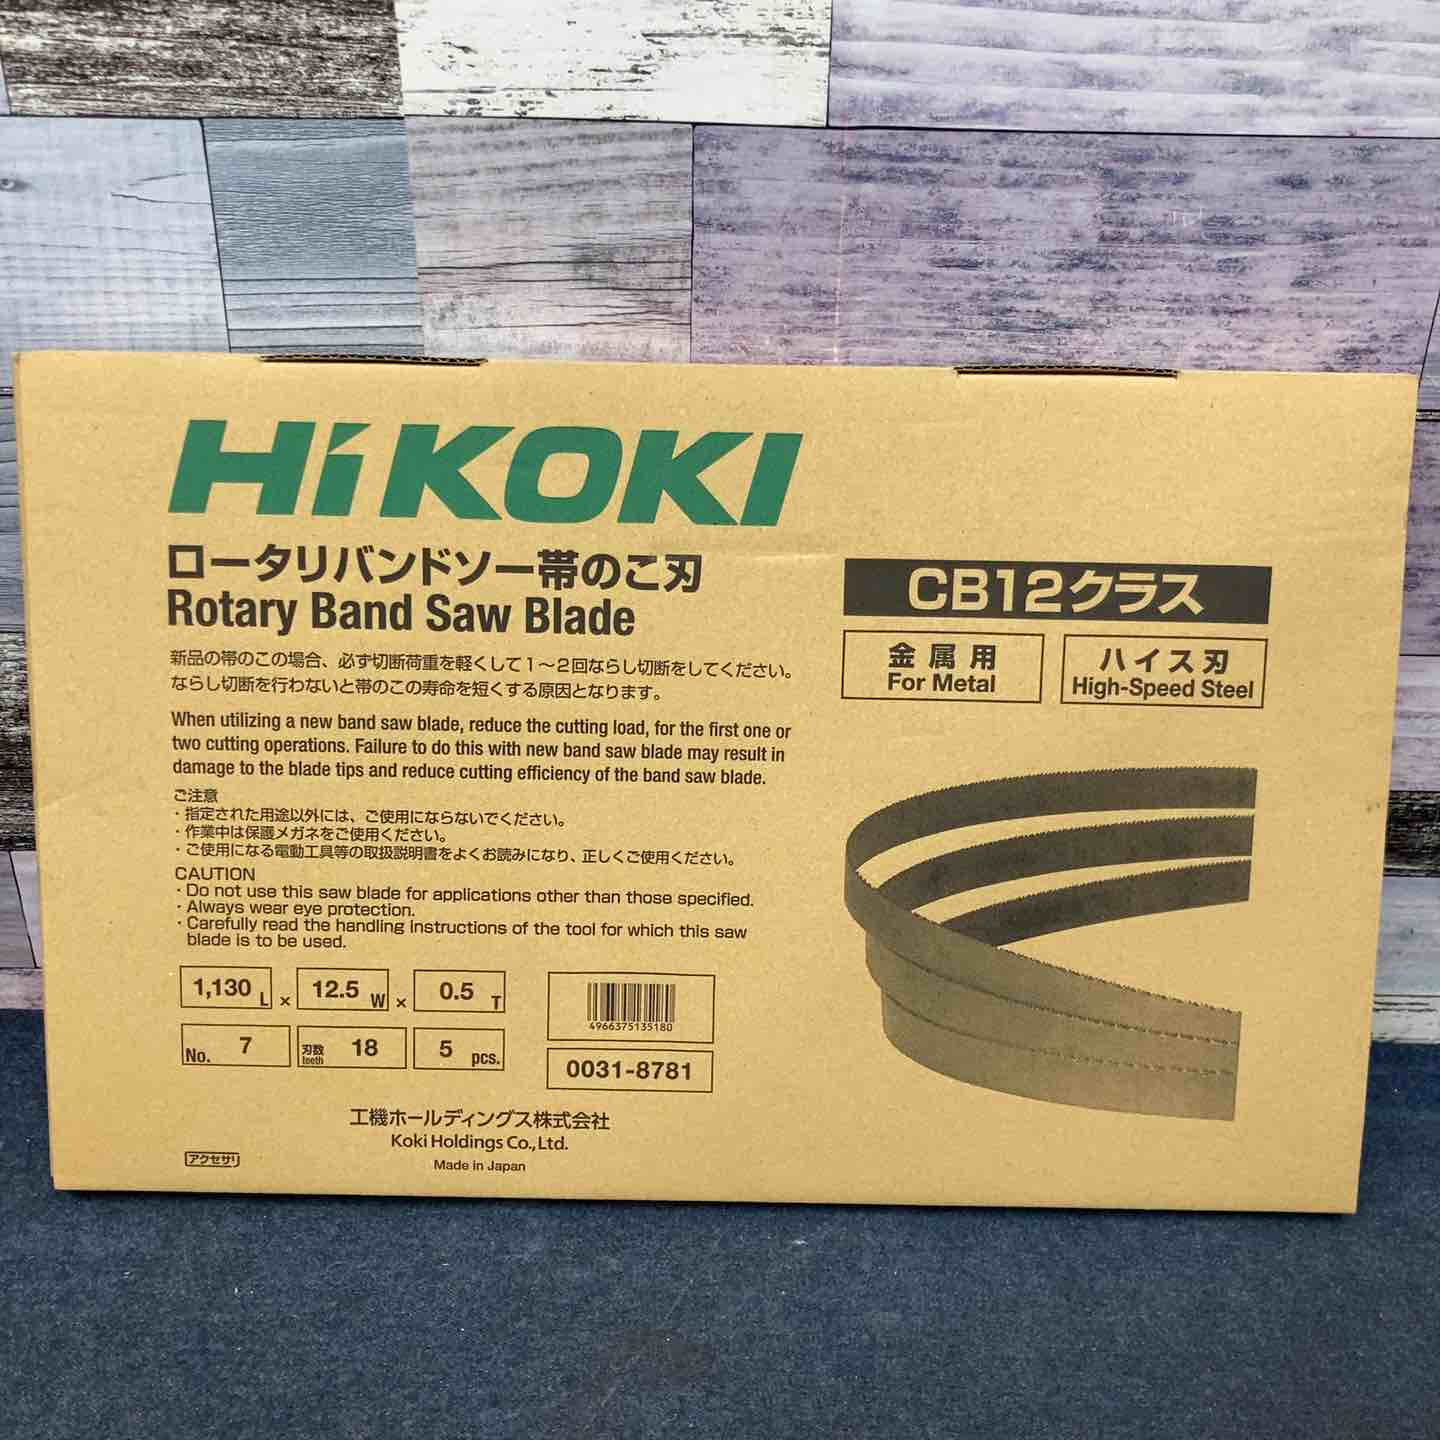 HiKOKI
ロータリバンドソー帯のこ刃
Rotary Band Saw Blade
新品の帯のこの場合、必ず切断荷重を軽くして1～2回ならし切断をしてください。
ならし切断を行わないと帯のこの寿命を短くする原因となります。
When utilizing a new band saw blade, reduce the cutting load, for the first one or
two cutting operations. Failure to do this with new band saw blade may result in
damage to the blade tips and reduce cutting efficiency of the band saw blade.
ご注意
・指定された用途以外には、ご使用にならないでください。
・作業中は保護メガネをご使用ください。
・ご使用になる電動工具等の取扱説明書をよくお読みになり、正しくご使用ください。
CAUTION
・Do not use this saw blade for applications other than those specified.
・Always wear eye protection.
・Carefully read the handling instructions of the tool for which this saw
blade is to be used.
1,130 L × 12.5 W × 0.5 T
No. 7 刃数 teeth 18 5 pcs.
4966375135180
0031-8781
工機ホールディングス株式会社
Koki Holdings Co., Ltd.
Made in Japan
アクセサリ
CB12クラス
金属用
For Metal
ハイス刃
High-Speed Steel